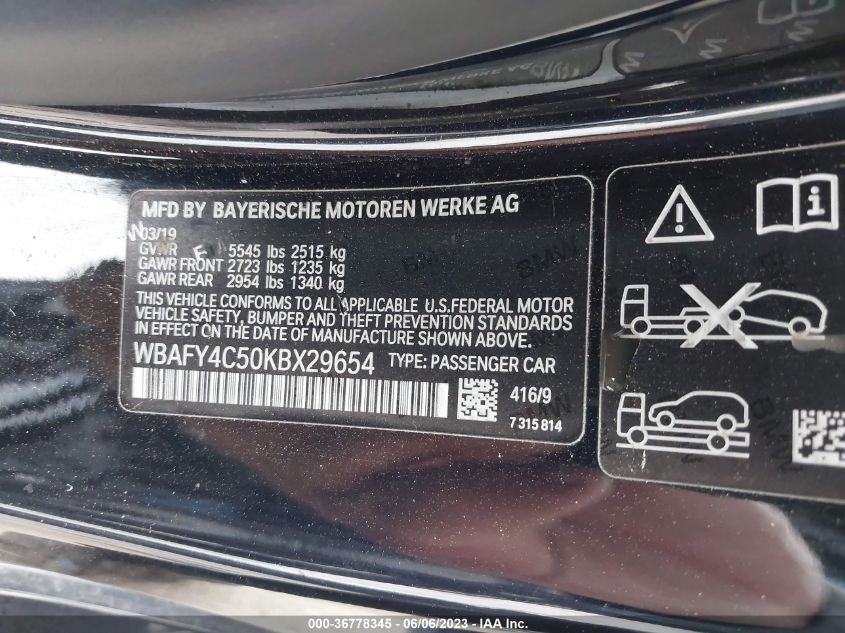 MFD BY BAYERISCHE MOTOREN WERKE AG
03/19
GVWR 5545 lbs 2515 kg
GAWR FRONT 2723 lbs 1235 kg
GAWR REAR 2954 lbs 1340 kg
THIS VEHICLE CONFORMS TO ALL APPLICABLE U.S.FEDERAL MOTOR
VEHICLE SAFETY, BUMPER AND THEFT PREVENTION STANDARDS
IN EFFECT ON THE DATE OF MANUFACTURE SHOWN ABOVE.
WBAFY4C50KBX29654 TYPE: PASSENGER CAR
416/9
7 315 814
000-36778345 - 06/06/2023 - IAA Inc.